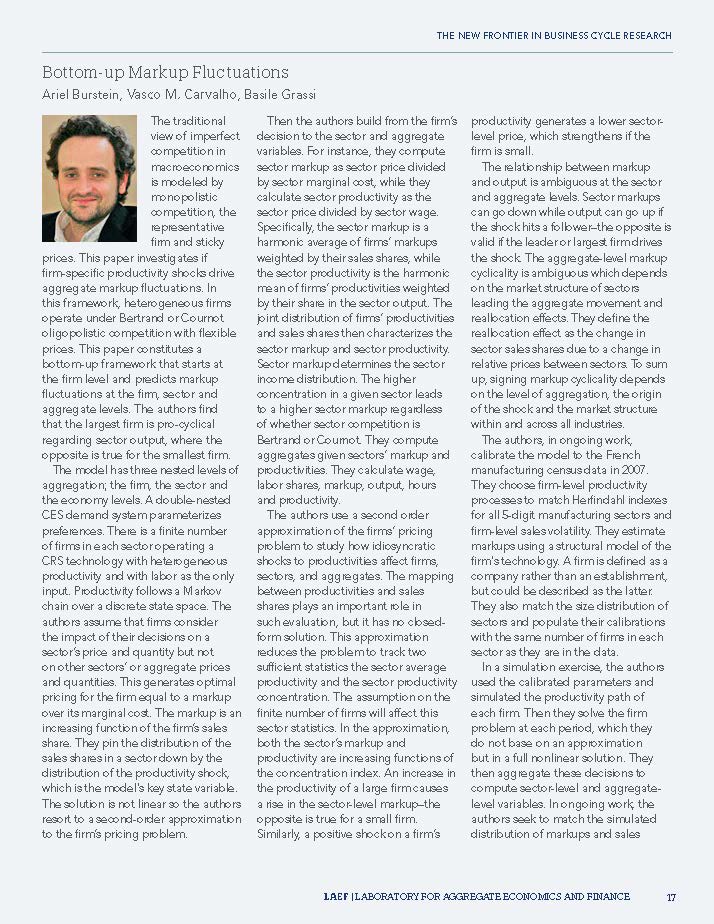 THE NEW FRONTIER IN BUSINESS CYCLE RESEARCH
Bottom-up Markup Fluctuations
Ariel Burstein, Vasco M. Carvalho, Basile Grassi
The traditional
view of imperfect
competition in
macroeconomics
is modeled by
monopolistic
competition, the
representative
firm and sticky
prices. This paper investigates if
firm-specific productivity shocks drive
aggregate markup fluctuations. In
this framework, heterogeneous firms
operate under Bertrand or Cournot
oligopolistic competition with flexible
prices. This paper constitutes a
bottom-up framework that starts at
the firm level and predicts markup
fluctuations at the firm, sector and
aggregate levels. The authors find
that the largest firm is pro-cyclical
regarding sector output, where the
opposite is true for the smallest firm.
The model has three nested levels of
aggregation; the firm, the sector and
the economy levels. A double-nested
CES demand system parameterizes
preferences. There is a finite number
of firms in each sector operating a
CRS technology with heterogeneous
productivity and with labor as the only
input. Productivity follows a Markov
chain over a discrete state space. The
authors assume that firms consider
the impact of their decisions on a
sector's price and quantity but not
on other sectors' or aggregate prices
and quantities. This generates optimal
pricing for the firm equal to a markup
over its marginal cost. The markup is an
increasing function of the firm's sales
share. They pin the distribution of the
sales shares in a sector down by the
distribution of the productivity shock,
which is the model's key state variable.
The solution is not linear so the authors
resort to a second-order approximation
to the firm's pricing problem.
Then the authors build from the firm's
decision to the sector and aggregate
variables. For instance, they compute
sector markup as sector price divided
by sector marginal cost, while they
calculate sector productivity as the
sector price divided by sector wage.
Specifically, the sector markup is a
harmonic average of firms' markups
weighted by their sales shares, while
the sector productivity is the harmonic
mean of firms' productivities weighted
by their share in the sector output. The
joint distribution of firms' productivities
and sales shares then characterizes the
sector markup and sector productivity.
Sector markup determines the sector
income distribution. The higher
concentration in a given sector leads
to a higher sector markup regardless
of whether sector competition is
Bertrand or Cournot. They compute
aggregates given sectors' markup and
productivities. They calculate wage,
labor shares, markup, output, hours
and productivity.
The authors use a second order
approximation of the firms' pricing
problem to study how idiosyncratic
shocks to productivities affect firms,
sectors, and aggregates. The mapping
between productivities and sales
shares plays an important role in
such evaluation, but it has no closed-
form solution. This approximation
reduces the problem to track two
sufficient statistics the sector average
productivity and the sector productivity
concentration. The assumption on the
finite number of firms will affect this
sector statistics. In the approximation,
both the sector's markup and
productivity are increasing functions of
the concentration index. An increase in
the productivity of a large firm causes
a rise in the sector-level markup–the
opposite is true for a small firm.
Similarly, a positive shock on a firm's
productivity generates a lower sector-
level price, which strengthens if the
firm is small.
The relationship between markup
and output is ambiguous at the sector
and aggregate levels. Sector markups
can go down while output can go up if
the shock hits a follower–the opposite is
valid if the leader or largest firm drives
the shock. The aggregate-level markup
cyclicality is ambiguous which depends
on the market structure of sectors
leading the aggregate movement and
reallocation effects. They define the
reallocation effect as the change in
sector sales shares due to a change in
relative prices between sectors. To sum
up, signing markup cyclicality depends
on the level of aggregation, the origin
of the shock and the market structure
within and across all industries.
The authors, in ongoing work,
calibrate the model to the French
manufacturing census data in 2007.
They choose firm-level productivity
processes to match Herfindahl indexes
for all 5-digit manufacturing sectors and
firm-level sales volatility. They estimate
markups using a structural model of the
firm's technology. A firm is defined as a
company rather than an establishment,
but could be described as the latter.
They also match the size distribution of
sectors and populate their calibrations
with the same number of firms in each
sector as they are in the data.
In a simulation exercise, the authors
used the calibrated parameters and
simulated the productivity path of
each firm. Then they solve the firm
problem at each period, which they
do not base on an approximation
but in a full nonlinear solution. They
then aggregate these decisions to
compute sector-level and aggregate-
level variables. In ongoing work, the
authors seek to match the simulated
distribution of markups and sales
LAEF | LABORATORY FOR AGGREGATE ECONOMICS AND FINANCE 17